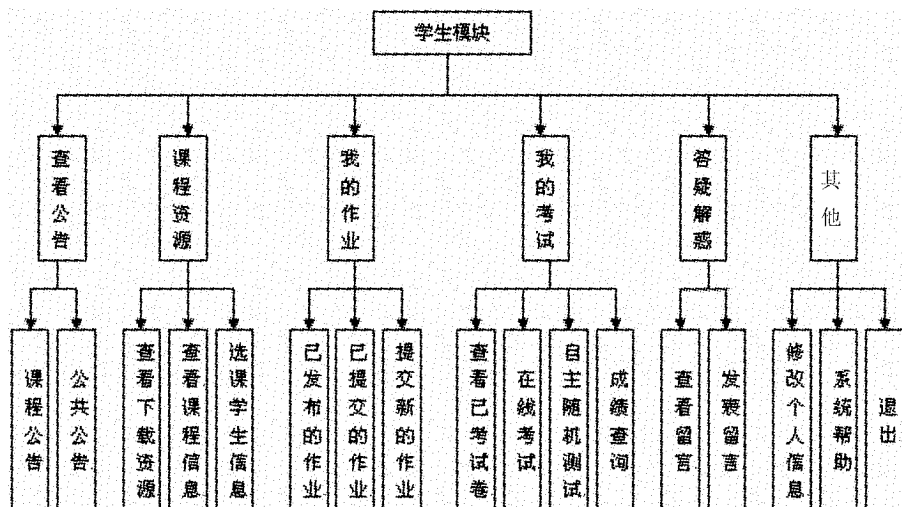 学生模块
查看公告
课程资源
我的作业
我的考试
答疑解惑
其他
课程公告
公共公告
查看下载资源
查看课程信息
选课学生信息
已发布的作业
已提交的作业
提交新的作业
查看已考试卷
在线考试
自主随机测试
成绩查询
查看留言
发表留言
修改个人信息
系统帮助
退出